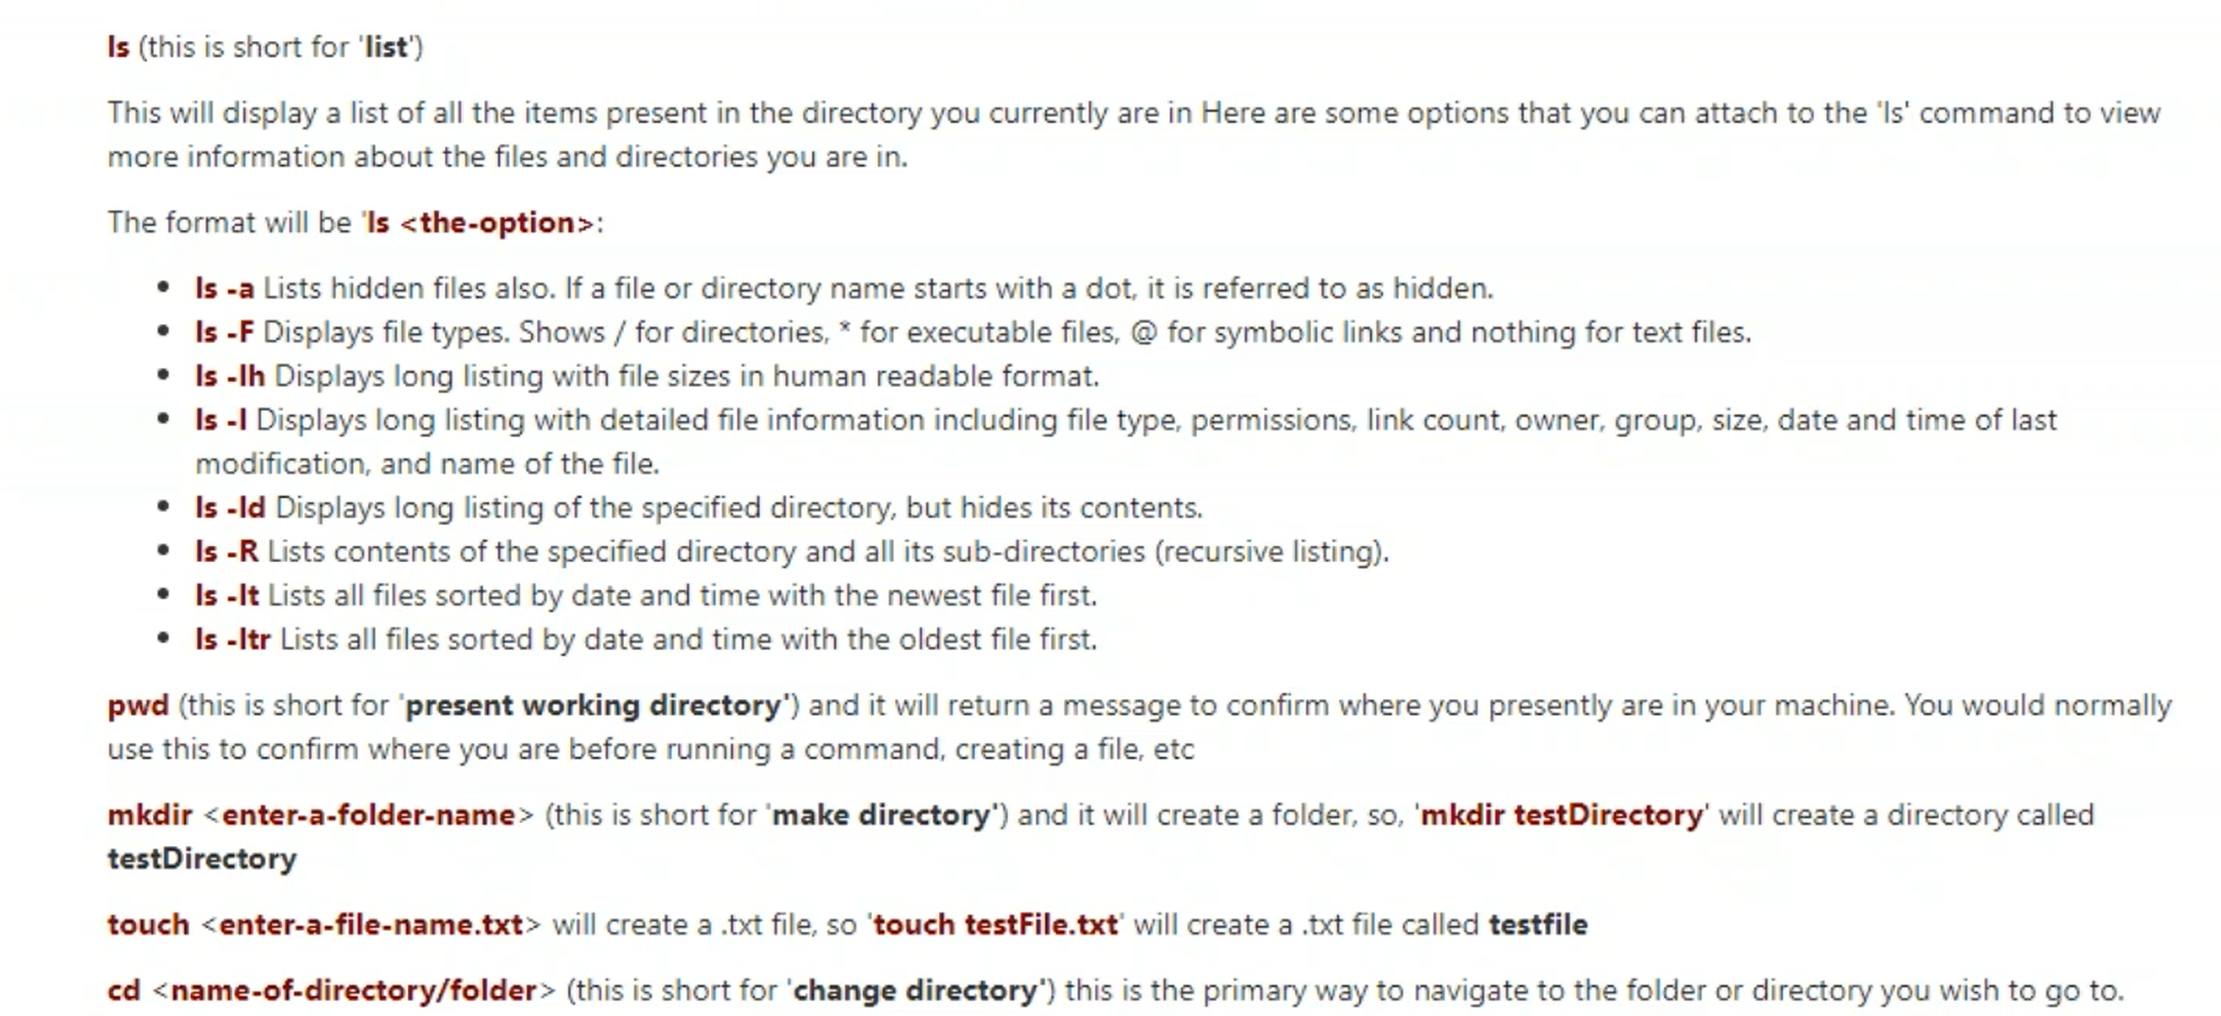 ls (this is short for 'list')
This will display a list of all the items present in the directory you currently are in Here are some options that you can attach to the 'ls' command to view
more information about the files and directories you are in.
The format will be 'ls <the-option>:
• ls -a Lists hidden files also. If a file or directory name starts with a dot, it is referred to as hidden.
• ls -F Displays file types. Shows / for directories, * for executable files, @ for symbolic links and nothing for text files.
• ls -lh Displays long listing with file sizes in human readable format.
• ls -l Displays long listing with detailed file information including file type, permissions, link count, owner, group, size, date and time of last
modification, and name of the file.
• ls -ld Displays long listing of the specified directory, but hides its contents.
• ls -R Lists contents of the specified directory and all its sub-directories (recursive listing).
• ls -lt Lists all files sorted by date and time with the newest file first.
• ls -ltr Lists all files sorted by date and time with the oldest file first.
pwd (this is short for 'present working directory') and it will return a message to confirm where you presently are in your machine. You would normally
use this to confirm where you are before running a command, creating a file, etc
mkdir <enter-a-folder-name> (this is short for 'make directory') and it will create a folder, so, 'mkdir testDirectory' will create a directory called
testDirectory
touch <enter-a-file-name.txt> will create a .txt file, so 'touch testFile.txt' will create a .txt file called testfile
cd <name-of-directory/folder> (this is short for 'change directory') this is the primary way to navigate to the folder or directory you wish to go to.